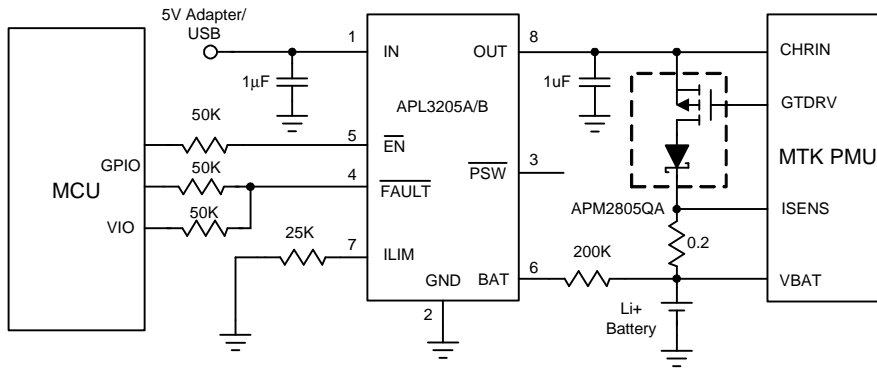 5V Adapter/
USB
1
8
IN
OUT
CHRIN
1μF
1uF
APL3205A/B
GTDRV
50K
5
EN
GPIO
50K
4
FAULT
PSW
3
MTK PMU
MCU
VIO
50K
APM2805QA
ISENS
25K
7
ILIM
0.2
200K
GND
BAT
6
VBAT
2
Li+
Battery